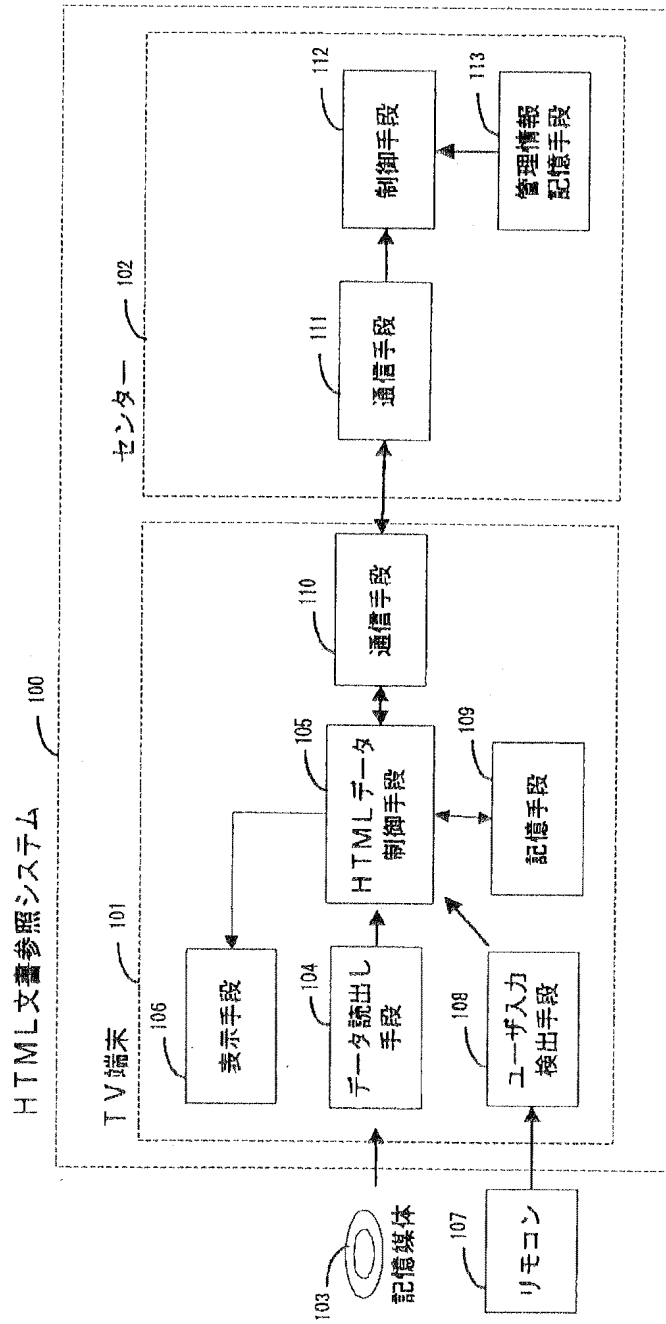 HTML文書参照システム
100
TV端末
101
センター
102
表示手段
106
データ読出し
手段
104
HTMLデータ
制御手段
105
通信手段
110
通信手段
111
制御手段
112
管理情報
記憶手段
113
記憶手段
109
ユーザ入力
検出手段
108
103
記憶媒体
リモコン
107